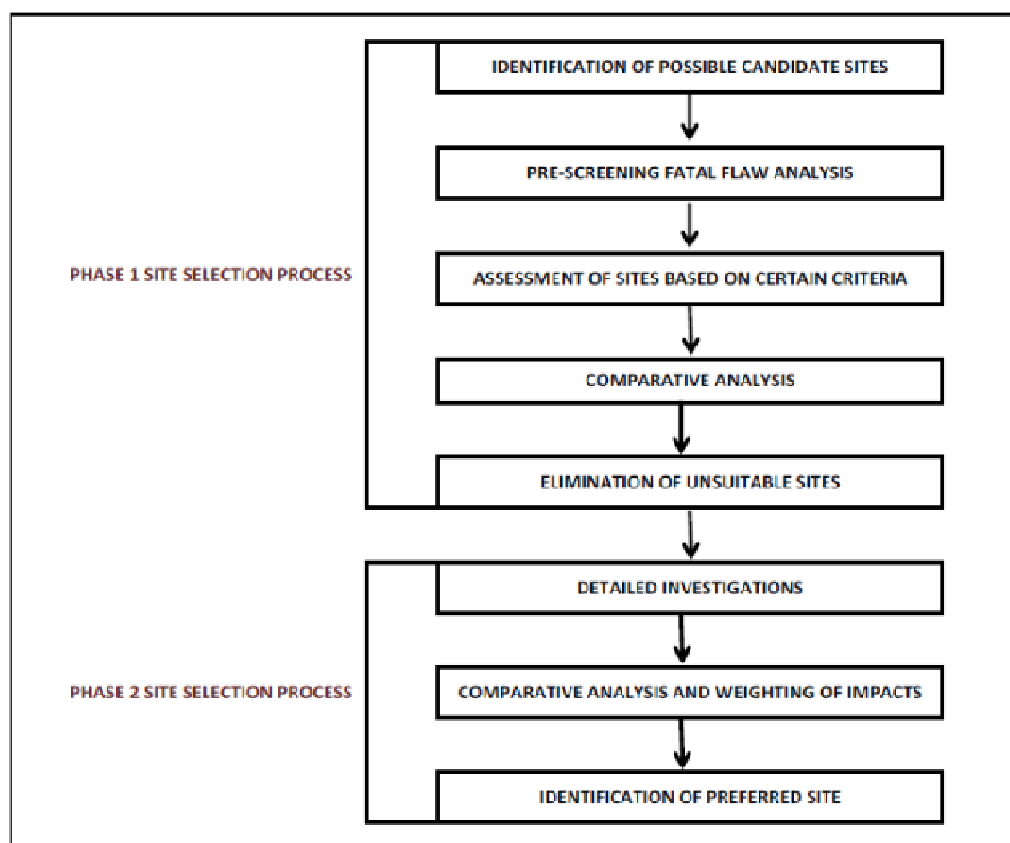 IDENTIFICATION OF POSSIBLE CANDIDATE SITES
PRE-SCREENING FATAL FLAW ANALYSIS
PHASE 1 SITE SELECTION PROCESS
ASSESSMENT OF SITES BASED ON CERTAIN CRITERIA
COMPARATIVE ANALYSIS
ELIMINATION OF UNSUITABLE SITES
DETAILED INVESTIGATIONS
PHASE 2 SITE SELECTION PROCESS
COMPARATIVE ANALYSIS AND WEIGHTING OF IMPACTS
IDENTIFICATION OF PREFERRED SITE